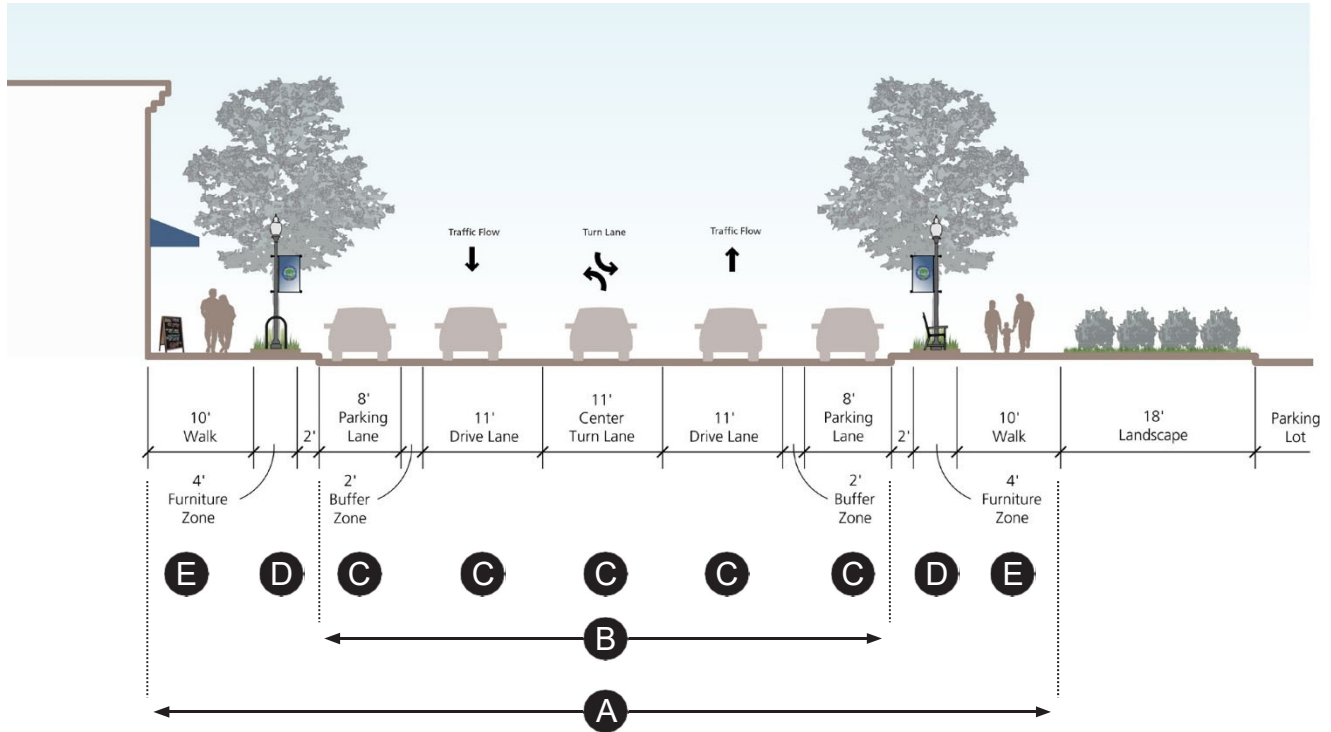 Traffic Flow
Turn Lane
Traffic Flow
10'
Walk
2'
8'
Parking
Lane
11'
Drive Lane
11'
Center
Turn Lane
11'
Drive Lane
8'
Parking
Lane
2'
10'
Walk
18'
Landscape
Parking
Lot
4'
Furniture
Zone
2'
Buffer
Zone
2'
Buffer
Zone
4'
Furniture
Zone
E D C C C C C D E
B
A